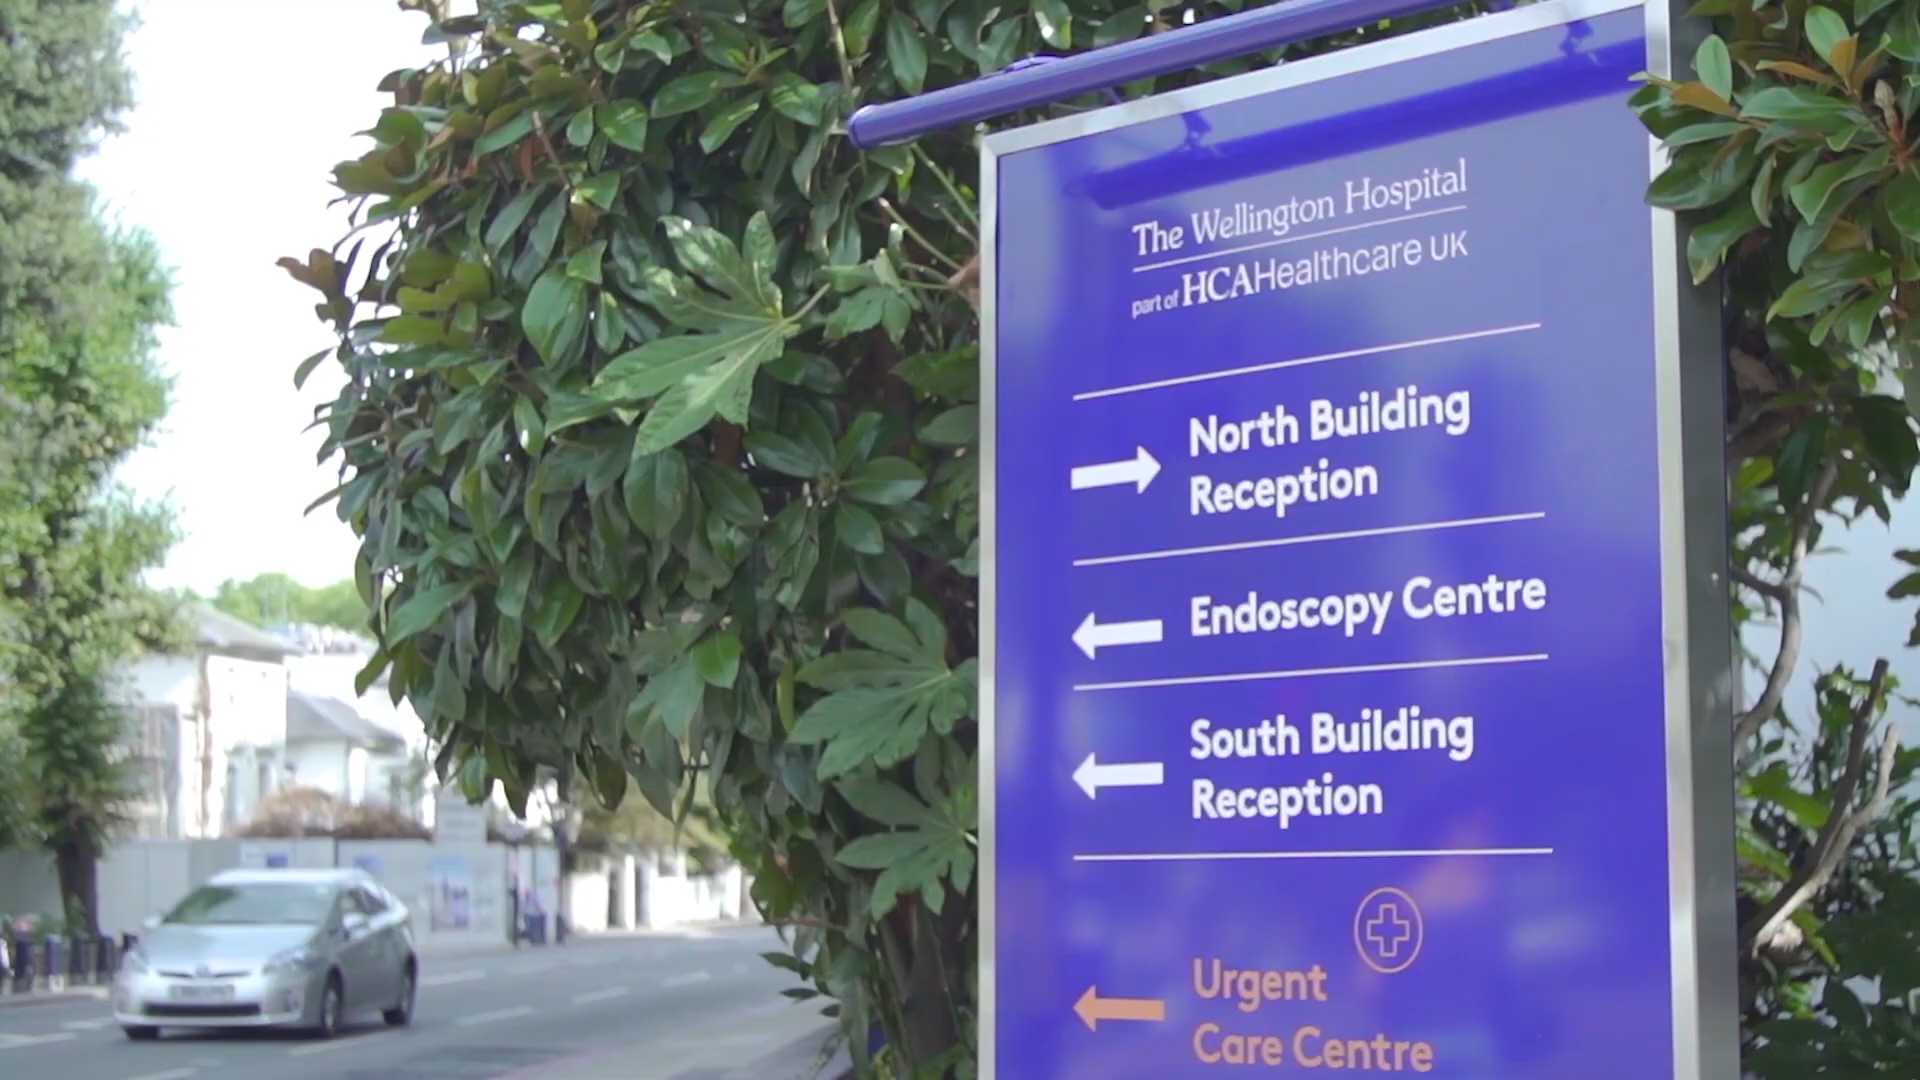 The Wellington Hospital
part of HCAHealthcare UK
North Building
Reception
Endoscopy Centre
South Building
Reception
Urgent
Care Centre